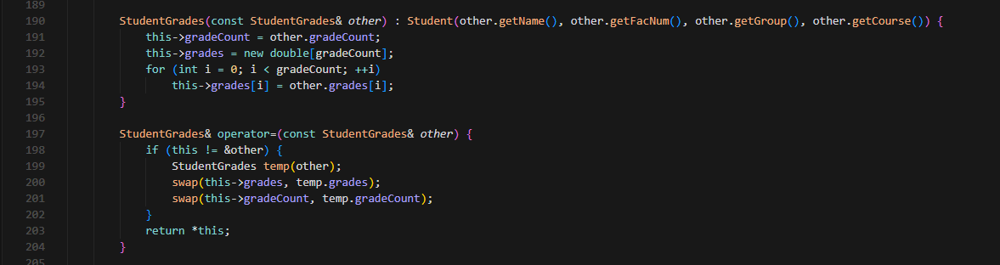 189
190 StudentGrades(const StudentGrades& other) : Student(other.getName(), other.getFacNum(), other.getGroup(), other.getCourse()) {
191 this->gradeCount = other.gradeCount;
192 this->grades = new double[gradeCount];
193 for (int i = 0; i < gradeCount; ++i)
194 this->grades[i] = other.grades[i];
195 }
196
197 StudentGrades& operator=(const StudentGrades& other) {
198 if (this != &other) {
199 StudentGrades temp(other);
200 swap(this->grades, temp.grades);
201 swap(this->gradeCount, temp.gradeCount);
202 }
203 return *this;
204 }
205